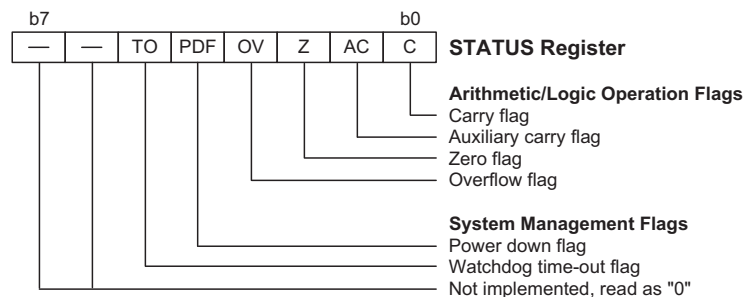 b7 b0
— — TO PDF OV Z AC C STATUS Register
Arithmetic/Logic Operation Flags
Carry flag
Auxiliary carry flag
Zero flag
Overflow flag
System Management Flags
Power down flag
Watchdog time-out flag
Not implemented, read as "0"